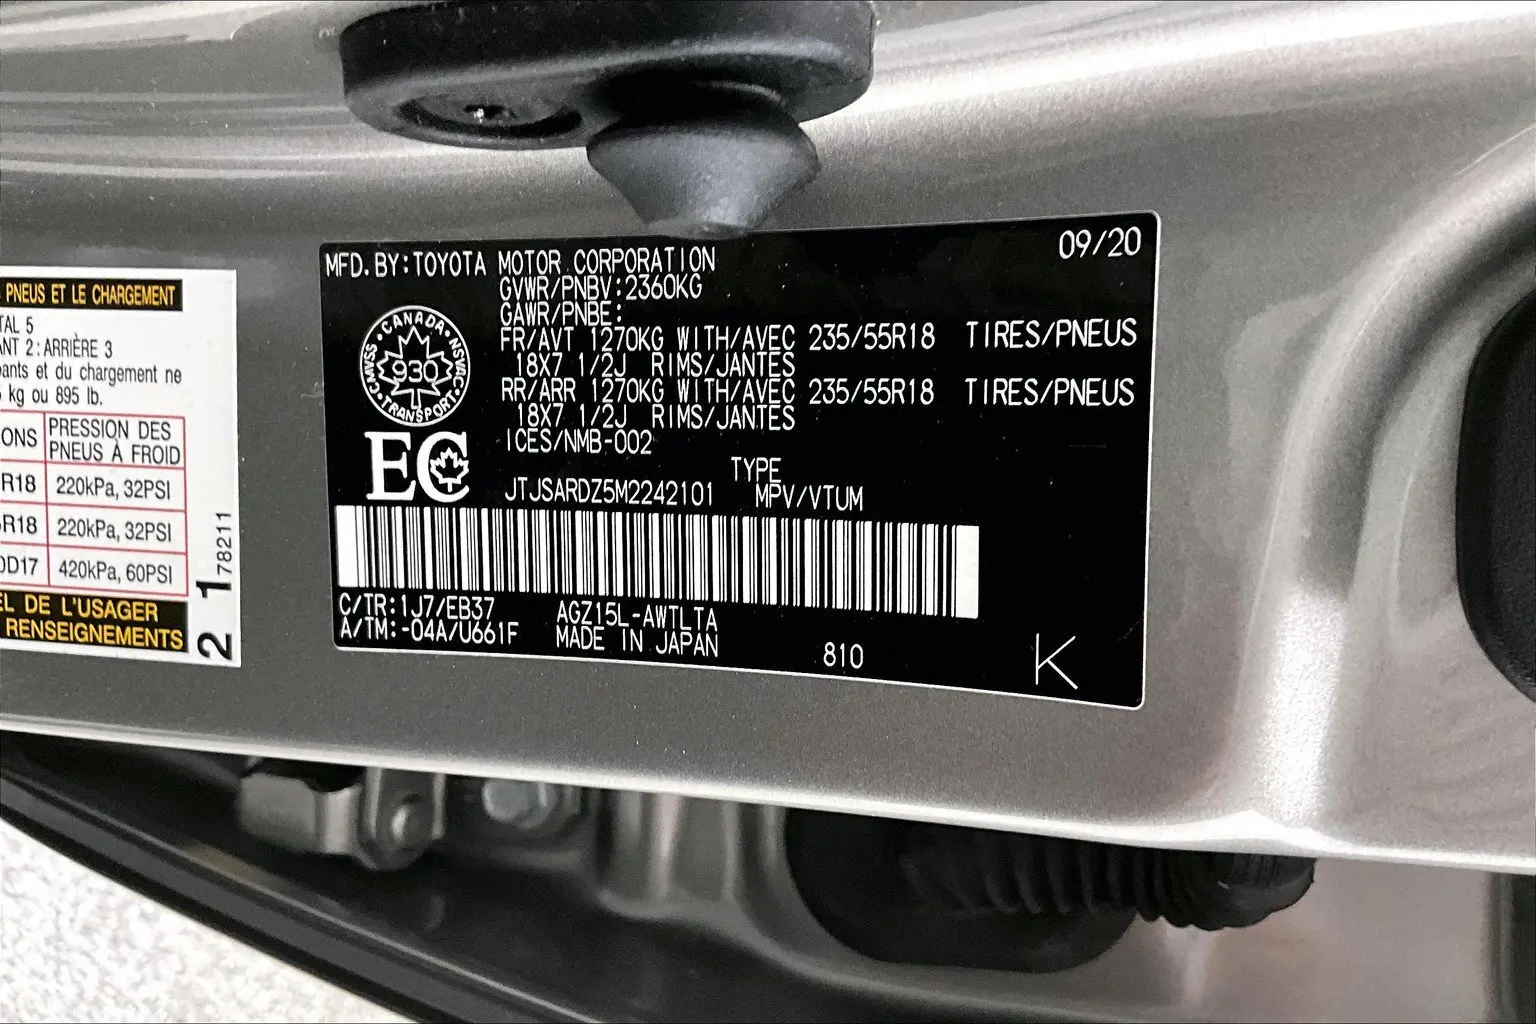 PNEUS ET LE CHARGEMENT
TAL 5
ANT 2: ARRIÈRE 3
pants et du chargement ne
kg ou 895 lb.
ONS PRESSION DES PNEUS À FROID
R18 220kPa, 32PSI
R18 220kPa, 32PSI
0D17 420kPa, 60PSI
EL DE L'USAGER
RENSEIGNEMENTS
2 1 78211
09/20
MFD. BY: TOYOTA MOTOR CORPORATION
GVWR/PNBV: 2360KG
GAWR/PNBE:
FR/AVT 1270KG WITH/AVEC 235/55R18 TIRES/PNEUS
18X7 1/2J RIMS/JANTES
RR/ARR 1270KG WITH/AVEC 235/55R18 TIRES/PNEUS
18X7 1/2J RIMS/JANTES
ICES/NMB-002
CANADA
930
TRANSPORT
CMVSS
NSVAC
EC
TYPE
JTJSARDZ5M2242101 MPV/VTUM
C/TR: 1J7/EB37 AGZ15L-AWTLTA
A/TM: -04A/U661F MADE IN JAPAN
810
K